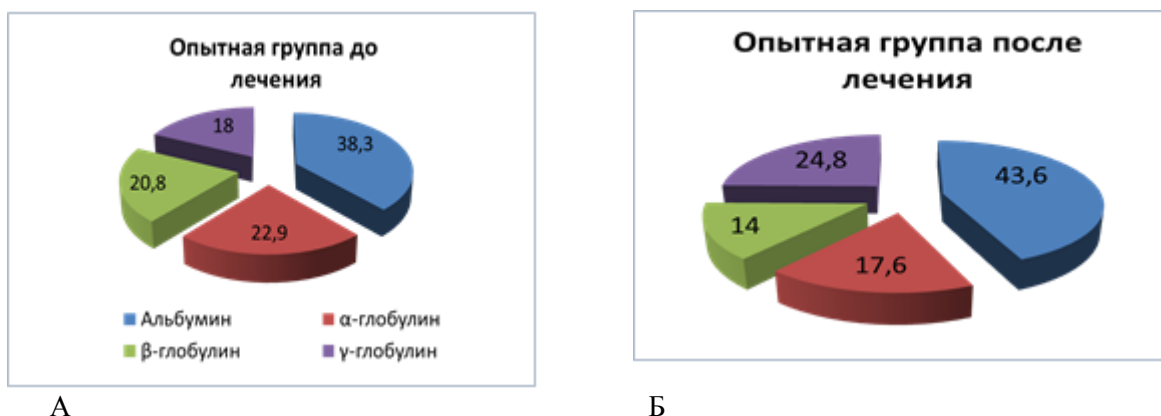 Опытная группа до
лечения
18
38,3
20,8
22,9
Альбумин
α-глобулин
β-глобулин
γ-глобулин
А
Опытная группа после
лечения
24,8
43,6
14
17,6
Б